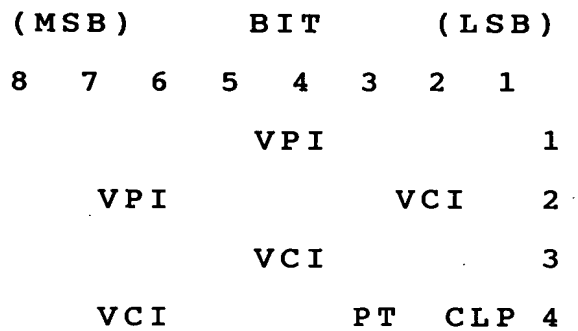 (MSB) BIT (LSB)
8 7 6 5 4 3 2 1
VPI 1
VPI VCI 2
VCI 3
VCI PT CLP 4